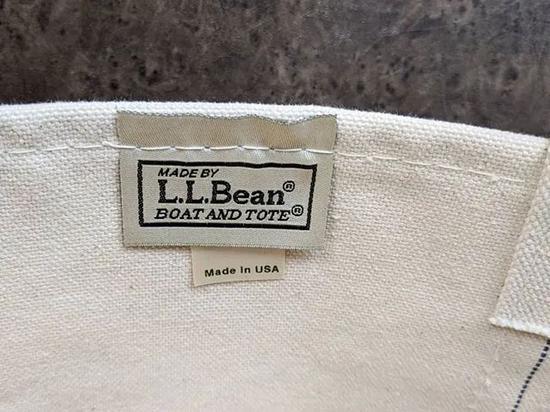 MADE BY
L.L.Bean®
BOAT AND TOTE®
Made in USA